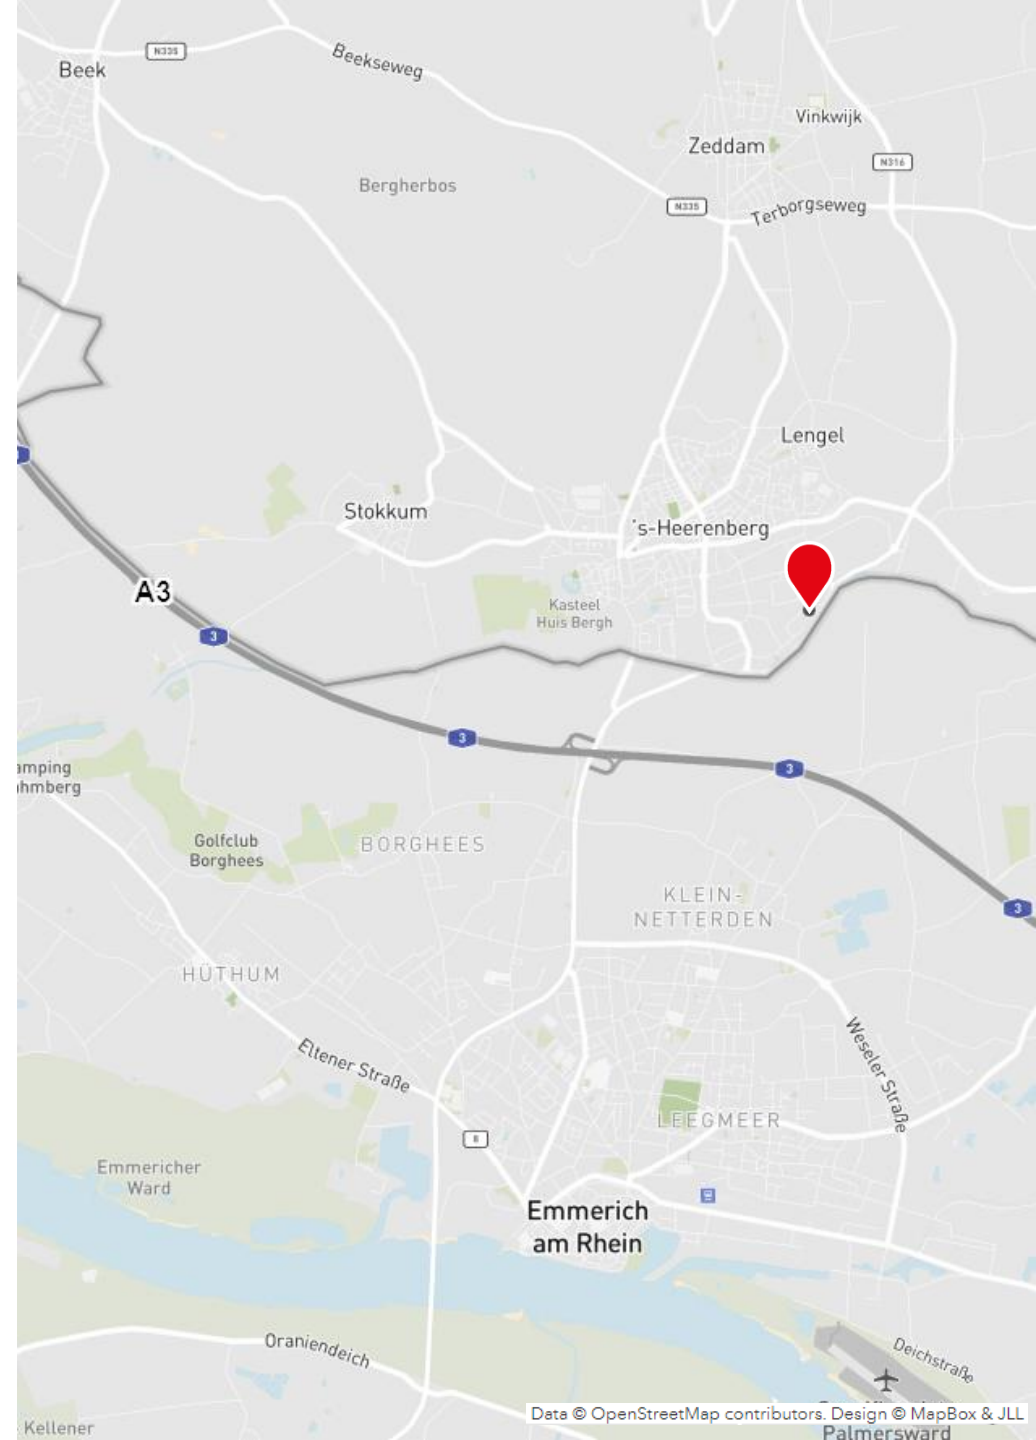 N335
Beekseweg
Beek
Vinkwijk
Zeddam
N316
Bergherbos
N335
Terborgseweg
Lengel
Stokkum
's-Heerenberg
A3
Kasteel
Huis Bergh
3
3
3
amping
hmberg
Golfclub
Borghees
BORGHEES
KLEIN-
NETTERDEN
3
HÜTHUM
Eltener Straße
Weseler Straße
LEEGMEER
8
Emmericher
Ward
Emmerich
am Rhein
Oraniendeich
Deichstraße
Data © OpenStreetMap contributors. Design © MapBox & JLL
Kellener
Palmersward